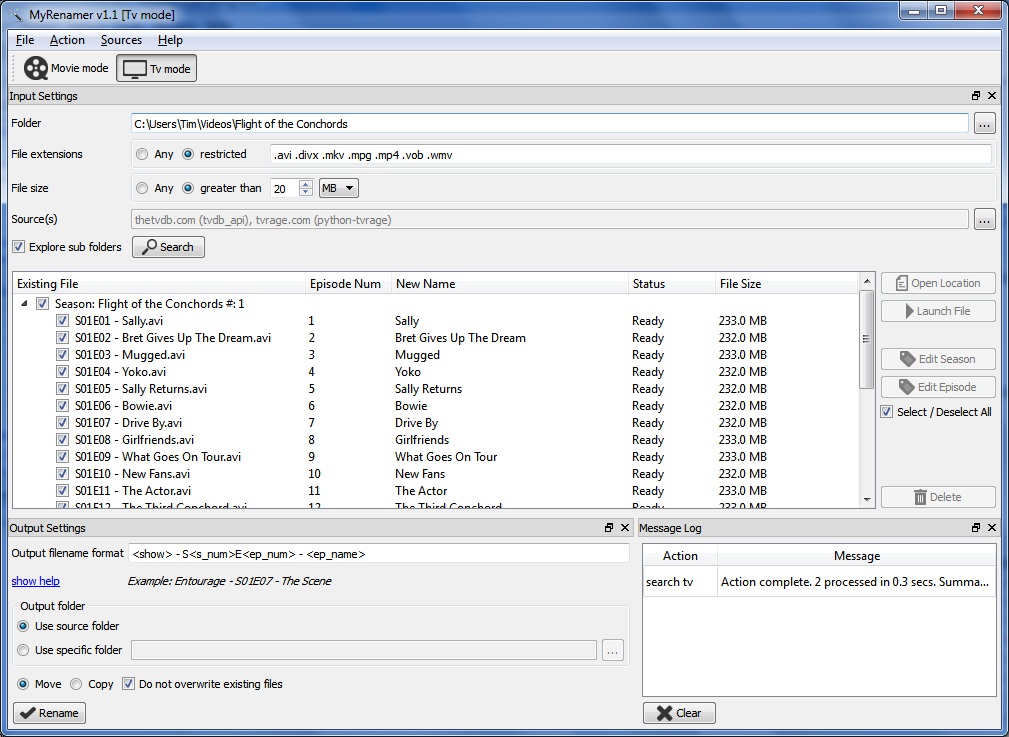 MyRenamer v1.1 [Tv mode]
File Action Sources Help
Movie mode Tv mode
Input Settings
Folder C:\Users\Tim\Videos\Flight of the Conchords ...
File extensions Any restricted .avi .divx .mkv .mpg .mp4 .vob .wmv
File size Any greater than 20 MB
Source(s) thetvdb.com (tvdb_api), tvrage.com (python-tvrage) ...
Explore sub folders Search
Existing File Episode Num New Name Status File Size
Season: Flight of the Conchords #: 1
S01E01 - Sally.avi 1 Sally Ready 233.0 MB
S01E02 - Bret Gives Up The Dream.avi 2 Bret Gives Up The Dream Ready 232.0 MB
S01E03 - Mugged.avi 3 Mugged Ready 233.0 MB
S01E04 - Yoko.avi 4 Yoko Ready 232.0 MB
S01E05 - Sally Returns.avi 5 Sally Returns Ready 232.0 MB
S01E06 - Bowie.avi 6 Bowie Ready 232.0 MB
S01E07 - Drive By.avi 7 Drive By Ready 232.0 MB
S01E08 - Girlfriends.avi 8 Girlfriends Ready 233.0 MB
S01E09 - What Goes On Tour.avi 9 What Goes On Tour Ready 233.0 MB
S01E10 - New Fans.avi 10 New Fans Ready 232.0 MB
S01E11 - The Actor.avi 11 The Actor Ready 233.0 MB
S01E12 - The Third Conchord.avi 12 The Third Conchord Ready 232.0 MB
Open Location
Launch File
Edit Season
Edit Episode
Select / Deselect All
Delete
Output Settings
Output filename format <show> - S<s_num>E<ep_num> - <ep_name>
show help Example: Entourage - S01E07 - The Scene
Output folder
Use source folder
Use specific folder ...
Move Copy Do not overwrite existing files
Rename
Message Log
Action Message
search tv Action complete. 2 processed in 0.3 secs. Summa...
Clear